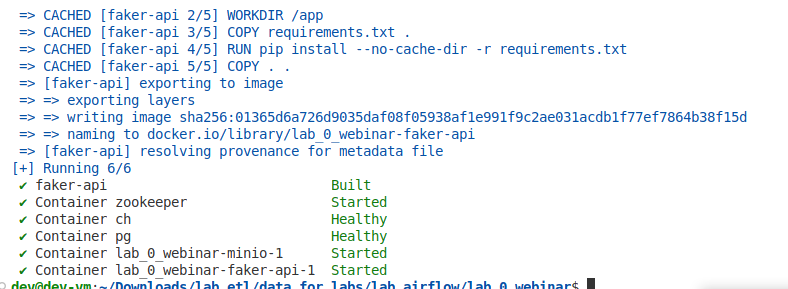 => CACHED [faker-api 2/5] WORKDIR /app
=> CACHED [faker-api 3/5] COPY requirements.txt .
=> CACHED [faker-api 4/5] RUN pip install --no-cache-dir -r requirements.txt
=> CACHED [faker-api 5/5] COPY . .
=> [faker-api] exporting to image
=> => exporting layers
=> => writing image sha256:01365d6a726d9035daf08f05938af1e991f9c2ae031acdb1f77ef7864b38f15d
=> => naming to docker.io/library/lab_0_webinar-faker-api
=> [faker-api] resolving provenance for metadata file
[+] Running 6/6
✔ faker-api Built
✔ Container zookeeper Started
✔ Container ch Healthy
✔ Container pg Healthy
✔ Container lab_0_webinar-minio-1 Started
✔ Container lab_0_webinar-faker-api-1 Started
dev@dev-vm:~/Downloads/lab_etl/data_for_labs/lab_airflow/lab_0_webinar$